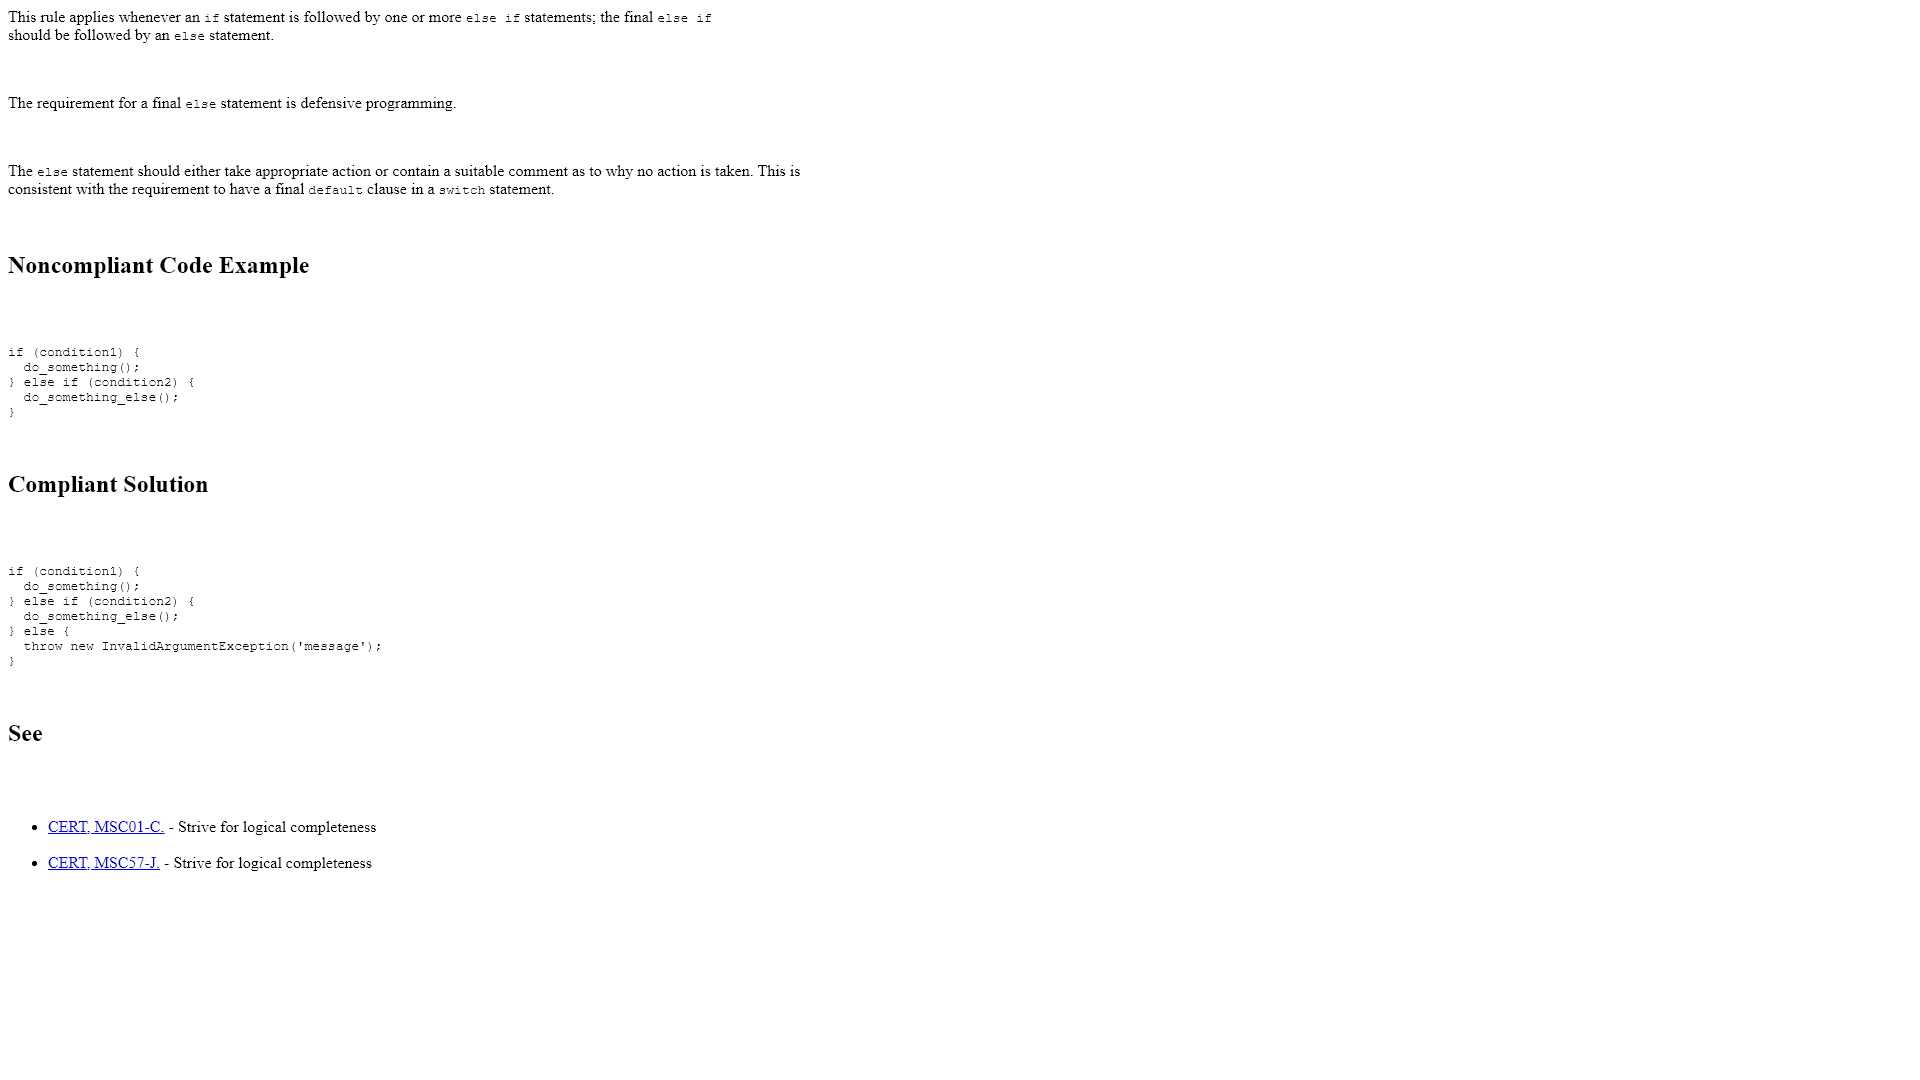 This rule applies whenever an if statement is followed by one or more else if statements; the final else if
should be followed by an else statement.
The requirement for a final else statement is defensive programming.
The else statement should either take appropriate action or contain a suitable comment as to why no action is taken. This is
consistent with the requirement to have a final default clause in a switch statement.
Noncompliant Code Example
if (condition1) {
  do_something();
} else if (condition2) {
  do_something_else();
}
Compliant Solution
if (condition1) {
  do_something();
} else if (condition2) {
  do_something_else();
} else {
  throw new InvalidArgumentException('message');
}
See
• CERT, MSC01-C. - Strive for logical completeness
• CERT, MSC57-J. - Strive for logical completeness